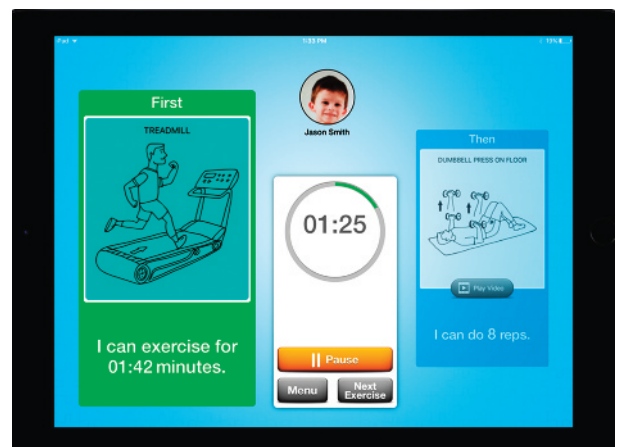 iPad
1:33 PM
13%
First
TREADMILL
I can exercise for
01:42 minutes.
Jason Smith
01:25
Pause
Menu
Next
Exercise
Then
DUMBBELL PRESS ON FLOOR
Play Video
I can do 8 reps.